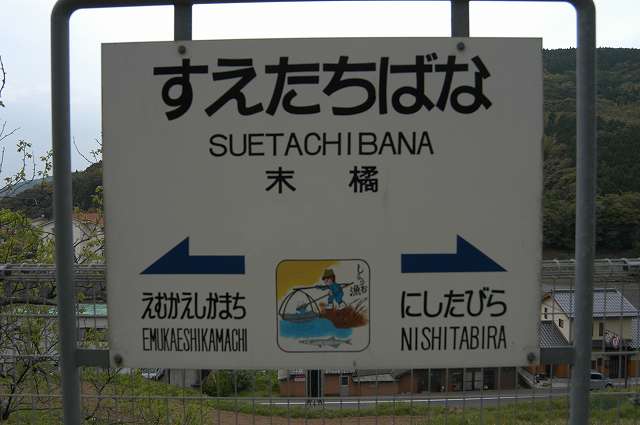 すえたちばな
SUETACHIBANA
末 橘
えむかえしかまち
EMUKAESHIKAMACHI
にしたびら
NISHITABIRA